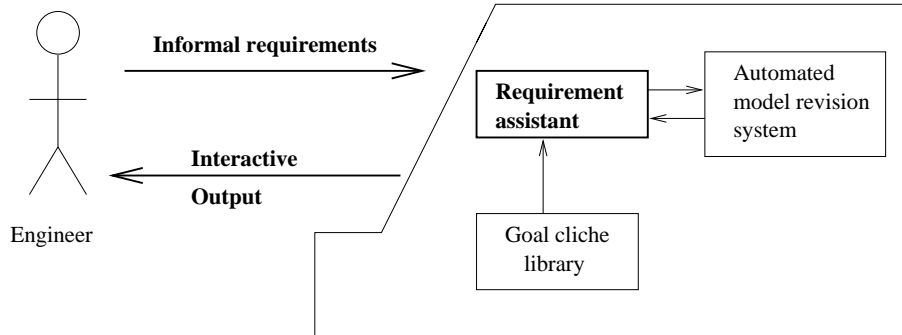 Informal requirements
Requirement
assistant
Automated
model revision
system
Interactive
Output
Engineer
Goal cliche
library